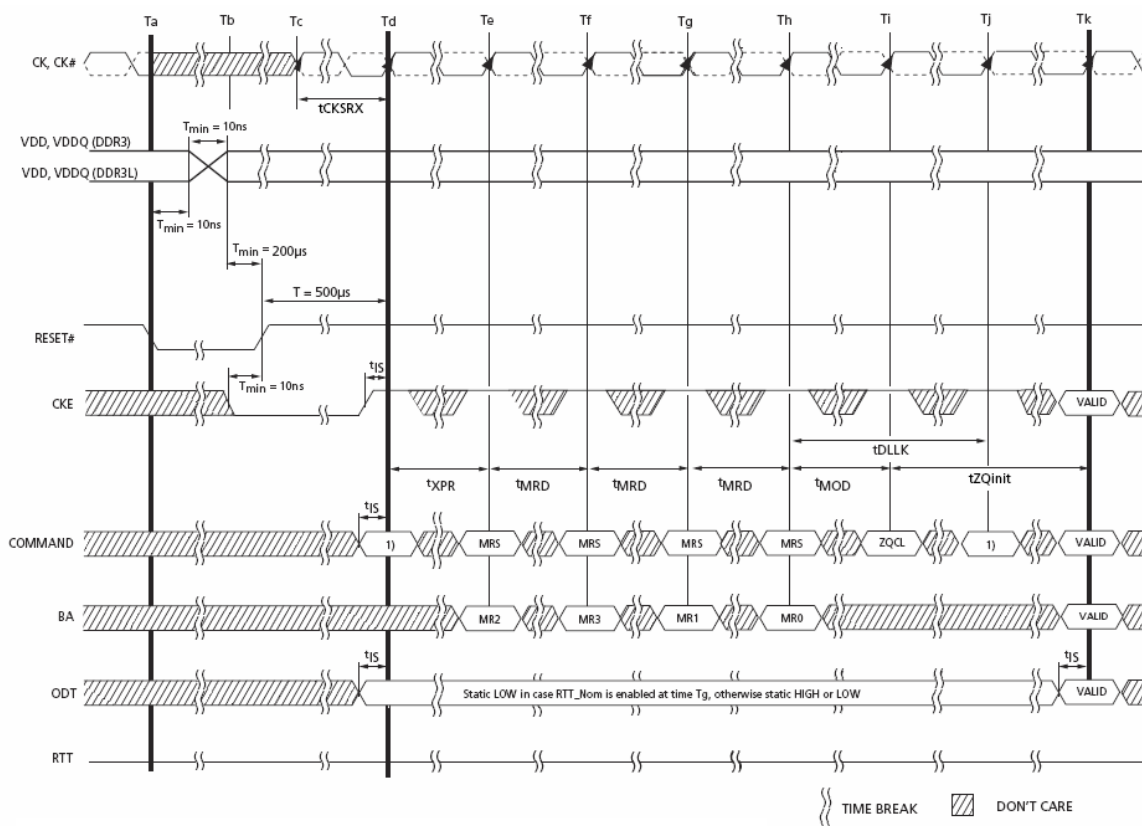 Ta Tb Tc Td Te Tf Tg Th Ti Tj Tk
CK, CK#
tCKSRX
Tmin = 10ns
VDD, VDDQ (DDR3)
VDD, VDDQ (DDR3L)
Tmin = 10ns
Tmin = 200µs
T = 500µs
RESET#
tIS
Tmin = 10ns
CKE
VALID
tDLLK
tXPR tMRD tMRD tMRD tMOD tZQinit
tIS
COMMAND 1) MRS MRS MRS MRS ZQCL 1) VALID
BA MR2 MR3 MR1 MR0 VALID
tIS tIS
ODT Static LOW in case RTT_Nom is enabled at time Tg, otherwise static HIGH or LOW VALID
RTT
TIME BREAK DON'T CARE